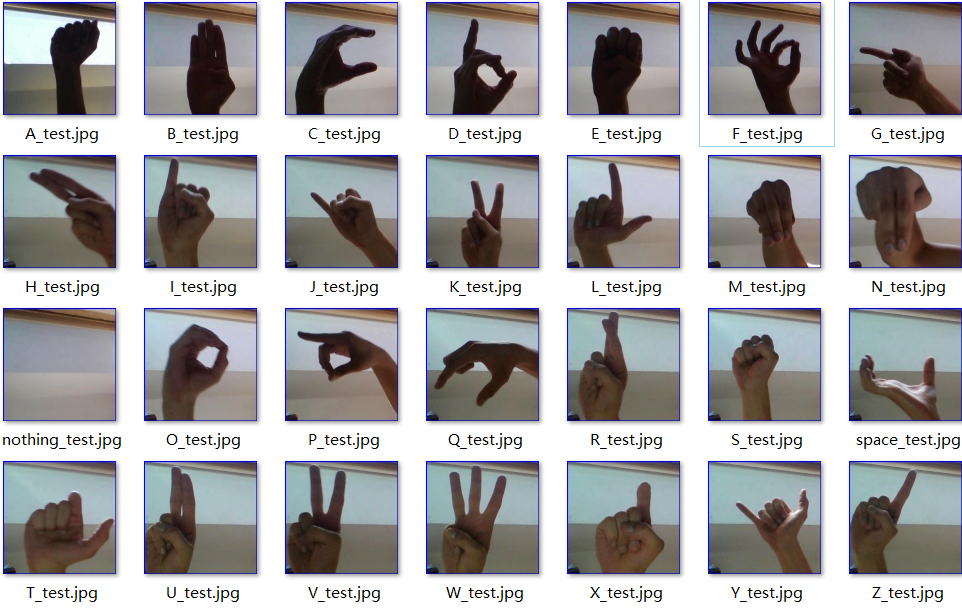 A_test.jpg B_test.jpg C_test.jpg D_test.jpg E_test.jpg F_test.jpg G_test.jpg
H_test.jpg I_test.jpg J_test.jpg K_test.jpg L_test.jpg M_test.jpg N_test.jpg
nothing_test.jpg O_test.jpg P_test.jpg Q_test.jpg R_test.jpg S_test.jpg space_test.jpg
T_test.jpg U_test.jpg V_test.jpg W_test.jpg X_test.jpg Y_test.jpg Z_test.jpg